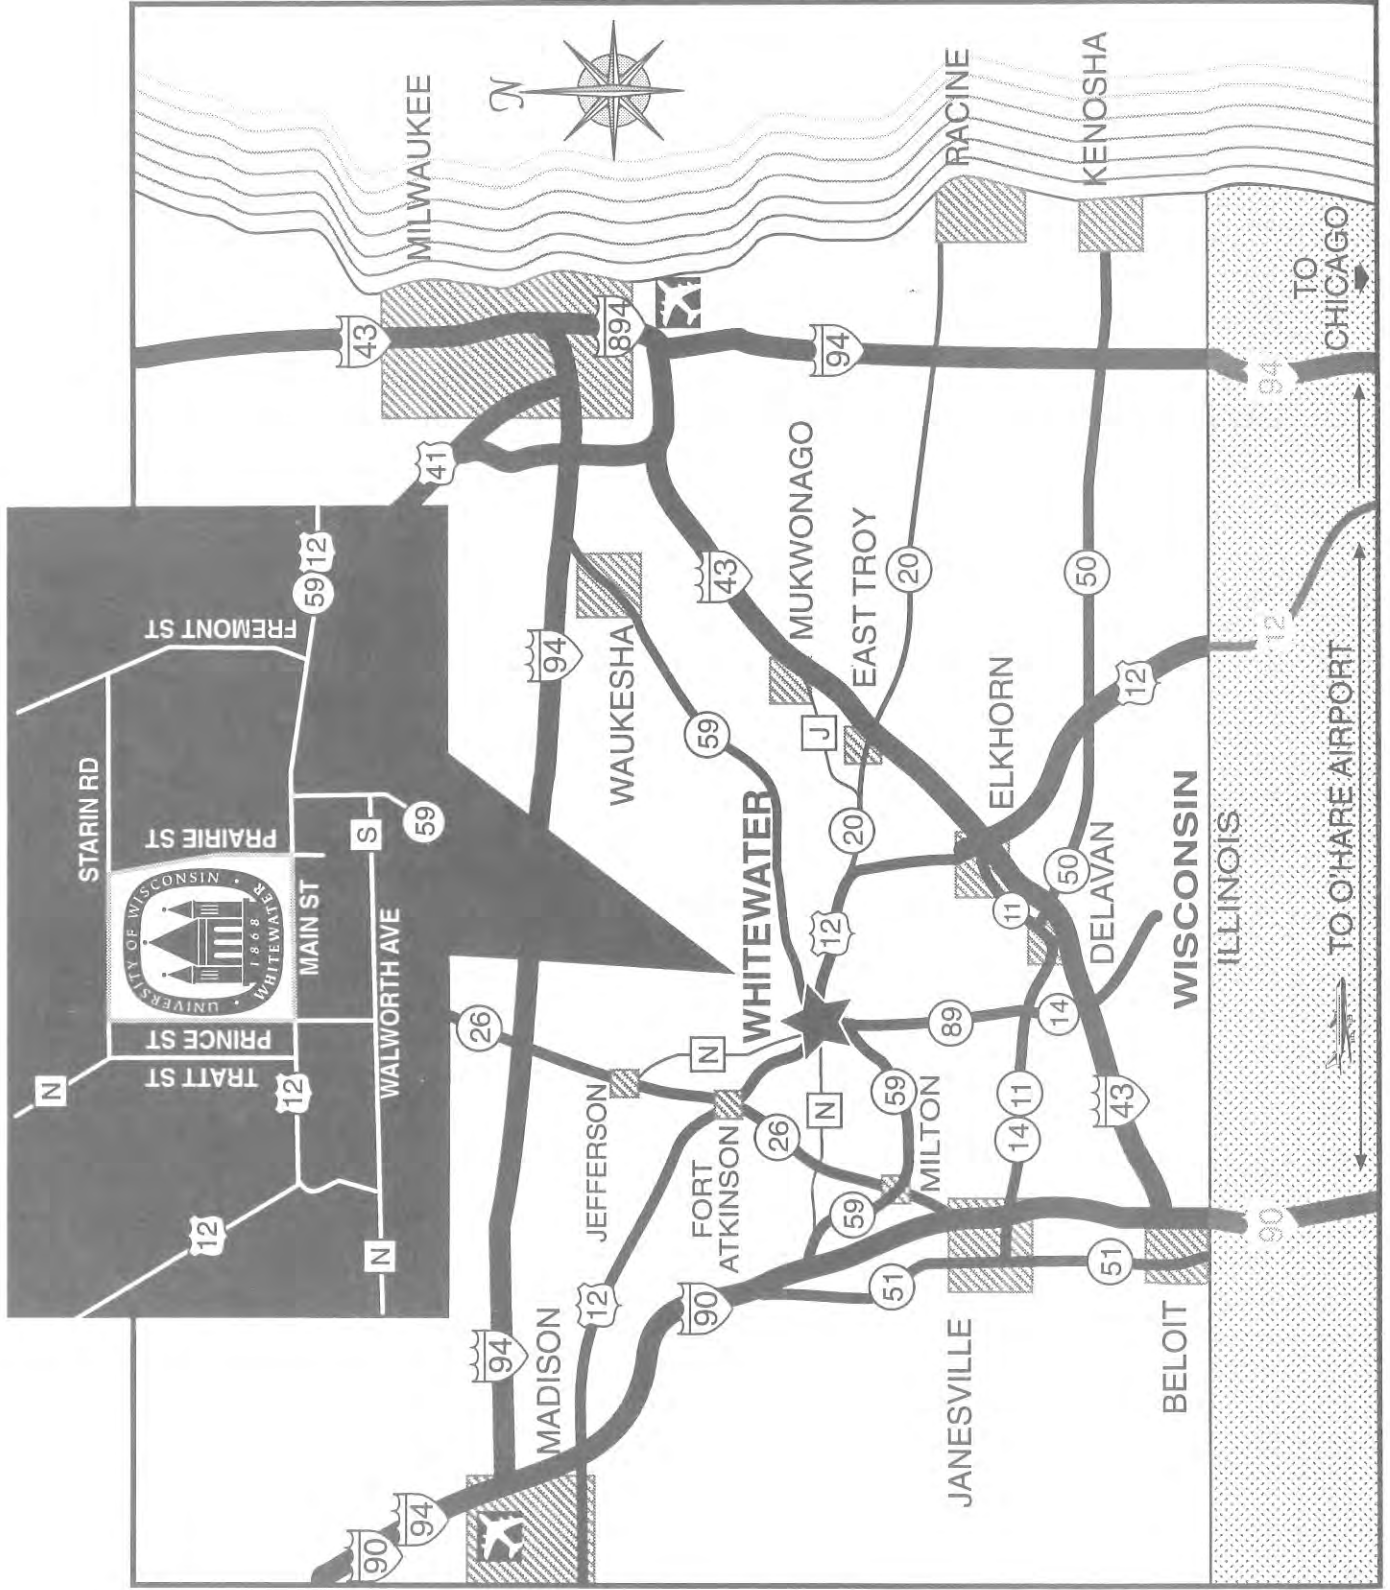 N
STARIN RD
FREMONT ST
PRAIRIE ST
59
12
UNIVERSITY OF WISCONSIN
WHITEWATER
1868
MAIN ST
S
59
PRINCE ST
TRATT ST
12
WALWORTH AVE
12
N
N
MILWAUKEE
43
894
94
41
43
94
94
26
WAUKESHA
59
MUKWONAGO
J
EAST TROY
20
20
RACINE
KENOSHA
50
ELKHORN
12
12
50
DELAVAN
11
WHITEWATER
89
14
N
N
JEFFERSON
FORT
ATKINSON
26
59
MILTON
59
14
11
43
12
MADISON
90
94
90
51
JANESVILLE
51
BELOIT
WISCONSIN
ILLINOIS
94
12
90
TO
CHICAGO
TO O'HARE AIRPORT